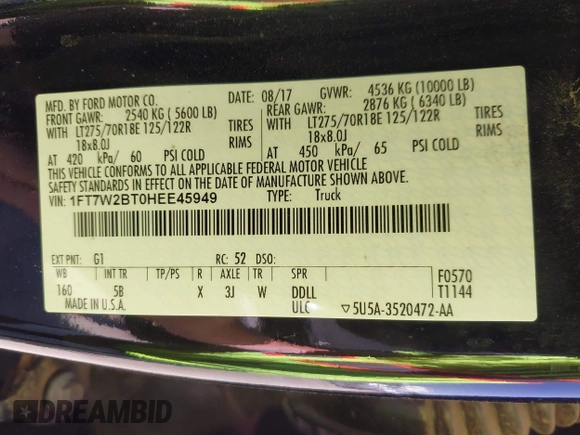 MFD. BY FORD MOTOR CO. DATE: 08/17 GVWR: 4536 KG (10000 LB)
FRONT GAWR: 2540 KG (5600 LB) REAR GAWR: 2876 KG (6340 LB)
WITH LT275/70R18E 125/122R TIRES WITH LT275/70R18E 125/122R TIRES
18x8.0J RIMS 18x8.0J RIMS
AT 420 kPa/ 60 PSI COLD AT 450 kPa/ 65 PSI COLD
THIS VEHICLE CONFORMS TO ALL APPLICABLE FEDERAL MOTOR VEHICLE
SAFETY STANDARDS IN EFFECT ON THE DATE OF MANUFACTURE SHOWN ABOVE.
VIN: 1FT7W2BT0HEE45949 TYPE: Truck
EXT PNT: G1 RC: 52 DSO:
WB INT TR TP/PS R AXLE TR SPR F0570
160 5B X 3J W DDLL T1144
MADE IN U.S.A. ULC ▽5U5A-3520472-AA
DREAMBID